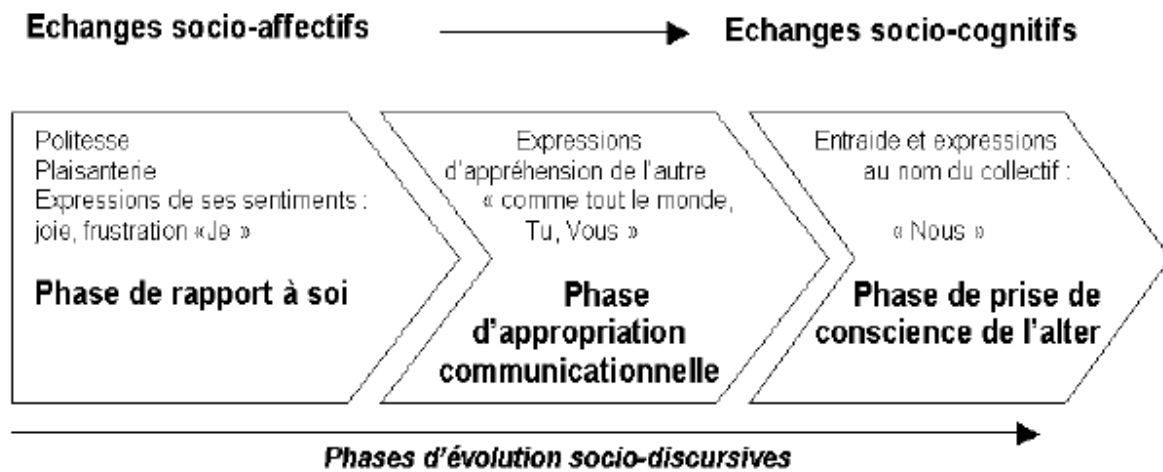 Echanges socio-affectifs
Echanges socio-cognitifs
Politesse
Plaisanterie
Expressions de ses sentiments :
joie, frustration «Je »
Phase de rapport à soi
Expressions
d'appréhension de l'autre
« comme tout le monde,
Tu, Vous »
Phase
d'appropriation
communicationnelle
Entraide et expressions
au nom du collectif :
« Nous »
Phase de prise de
conscience de l'alter
Phases d'évolution socio-discursives